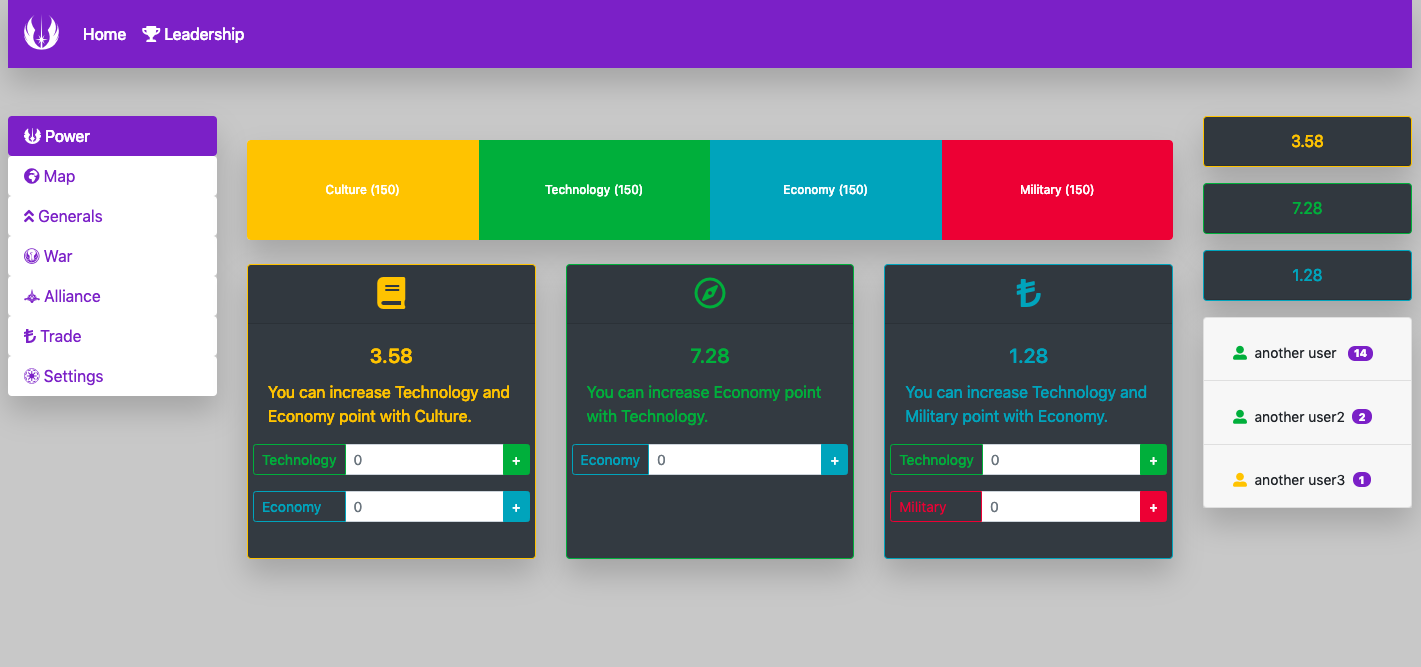 Home Leadership
Power
Map
Generals
War
Alliance
Trade
Settings
Culture (150) Technology (150) Economy (150) Military (150)
3.58
You can increase Technology and
Economy point with Culture.
Technology 0 +
Economy 0 +
7.28
You can increase Economy point
with Technology.
Economy 0 +
1.28
You can increase Technology and
Military point with Economy.
Technology 0 +
Military 0 +
3.58
7.28
1.28
another user 14
another user2 2
another user3 1